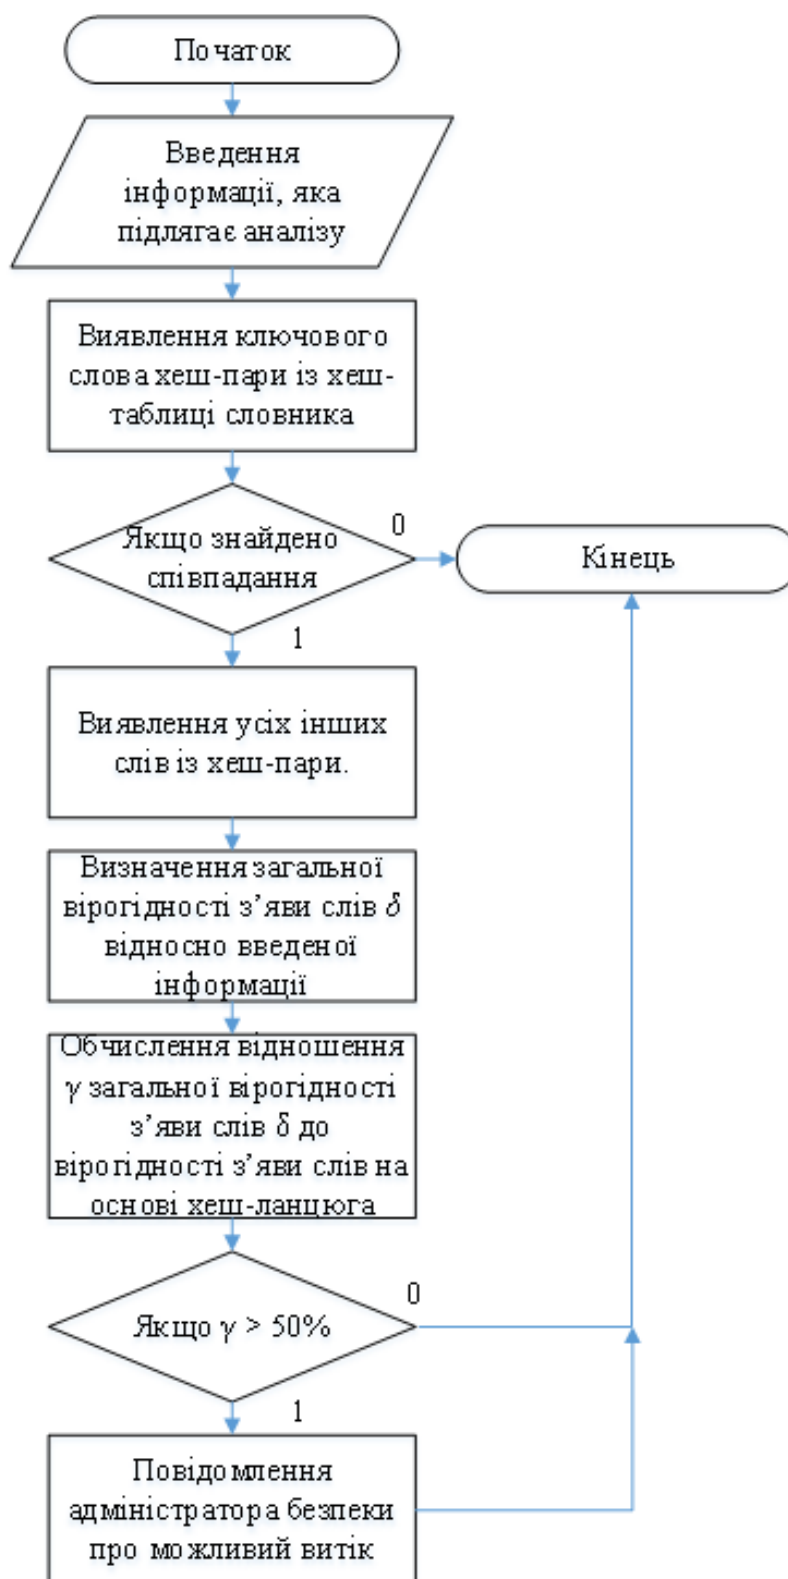 Початок
Введення
інформації, яка
підлягає аналізу
Виявлення ключового
слова хеш-пари із хеш-
таблиці словника
Якщо знайдено
співпадання
0
Кінець
1
Виявлення усіх інших
слів із хеш-пари.
Визначення загальної
вірогідності з’яви слів δ
відносно введеної
інформації
Обчислення відношення
γ загальної вірогідності
з’яви слів δ до
вірогідності з’яви слів на
основі хеш-ланцюга
Якщо γ > 50%
0
1
Повідомлення
адміністратора безпеки
про можливий витік